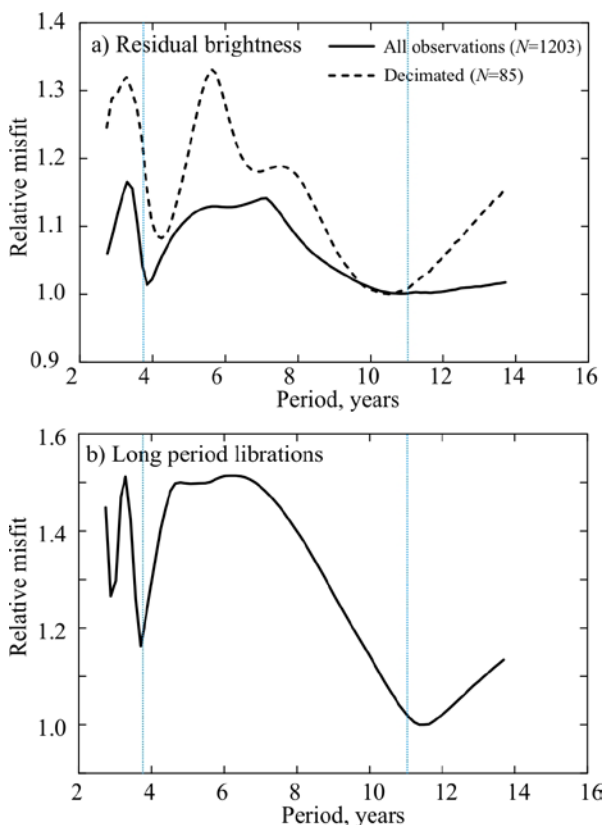 1.4
a) Residual brightness
All observations (N=1203)
Decimated (N=85)
1.3
1.2
1.1
1.0
0.9
Relative misfit
2 4 6 8 10 12 14 16
Period, years
1.6
b) Long period librations
1.4
1.2
1.0
Relative misfit
2 4 6 8 10 12 14 16
Period, years